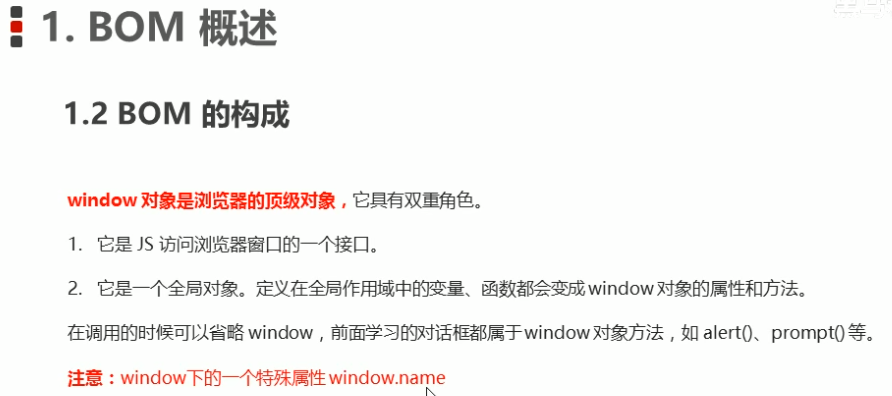 1. BOM 概述
1.2 BOM 的构成
window 对象是浏览器的顶级对象，它具有双重角色。
1. 它是 JS 访问浏览器窗口的一个接口。
2. 它是一个全局对象。定义在全局作用域中的变量、函数都会变成 window 对象的属性和方法。
在调用的时候可以省略 window，前面学习的对话框都属于 window 对象方法，如 alert()、prompt() 等。
注意：window下的一个特殊属性 window.name